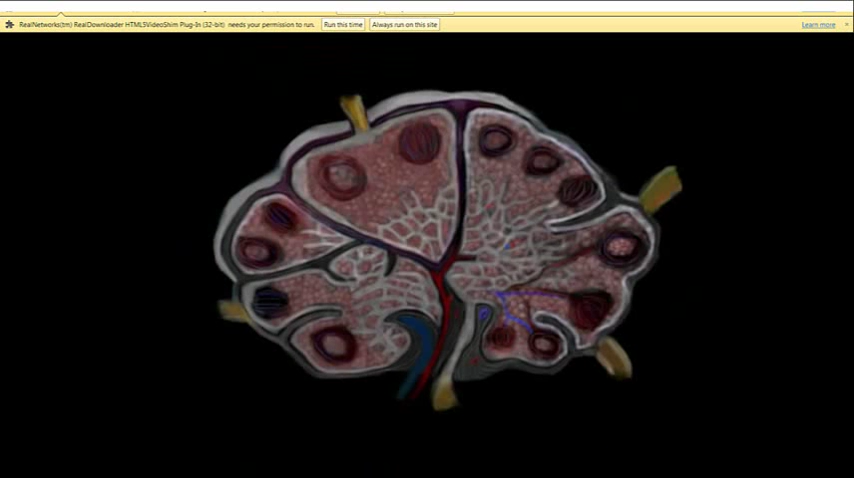 RealNetworks(tm) RealDownloader HTML5VideoShim Plug-In (32-bit) needs your permission to run. Run this time Always run on this site Learn more ×